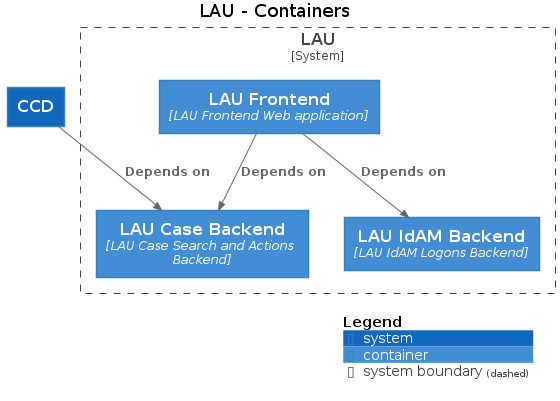 LAU - Containers
LAU
[System]
CCD
LAU Frontend
[LAU Frontend Web application]
Depends on
Depends on
Depends on
LAU Case Backend
[LAU Case Search and Actions
Backend]
LAU IdAM Backend
[LAU IdAM Logons Backend]
Legend
system
container
system boundary (dashed)